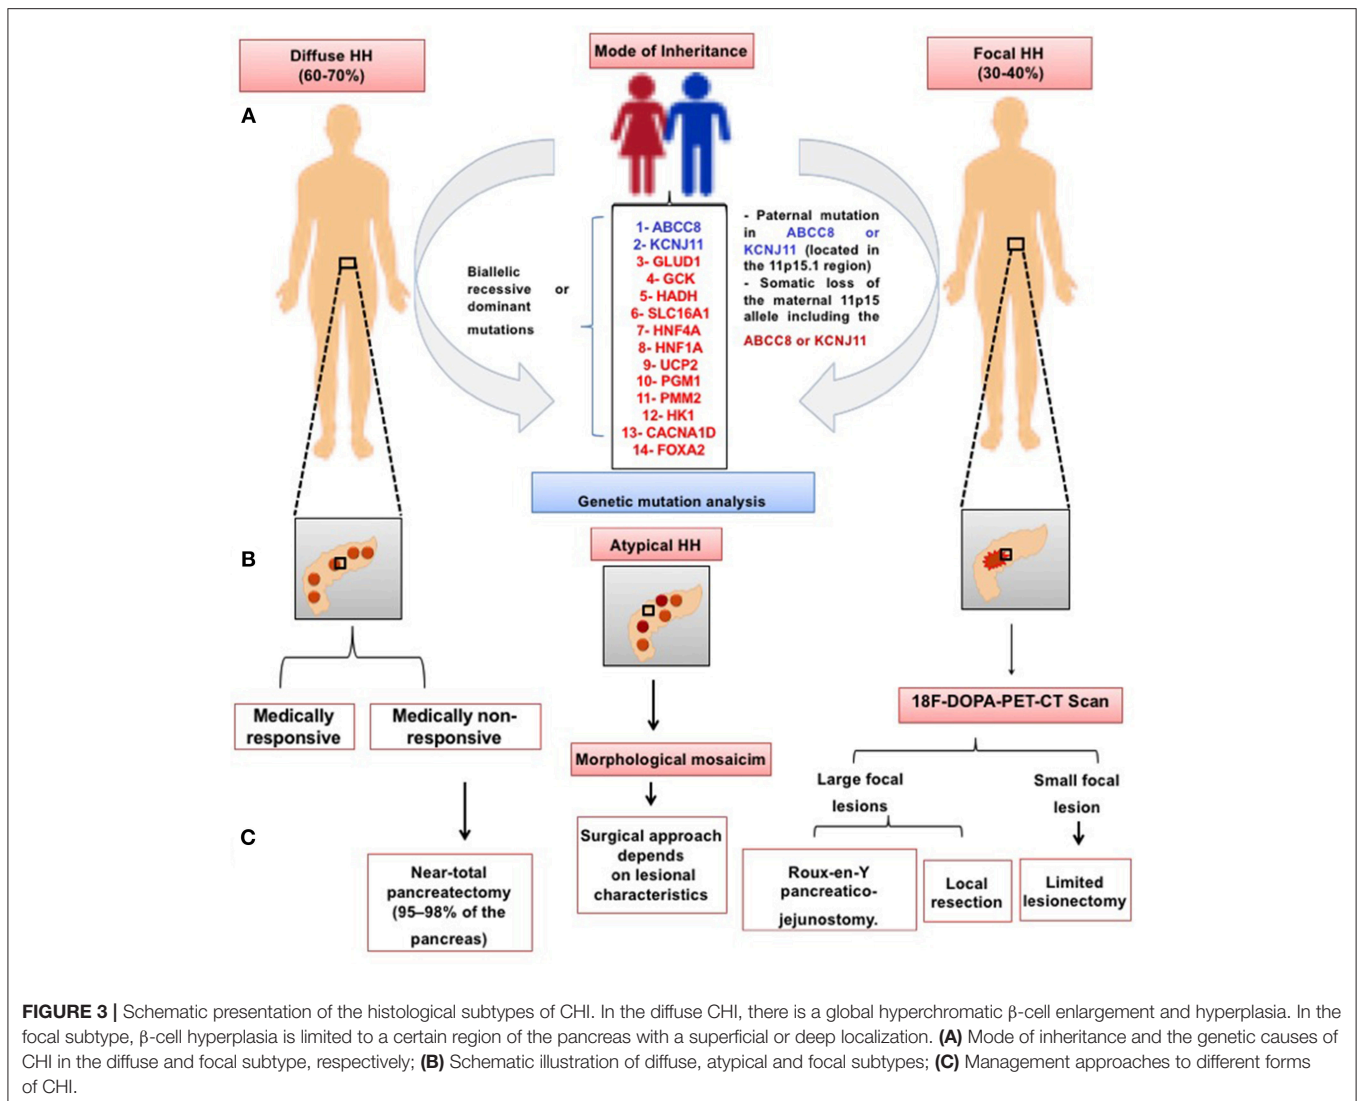 Diffuse HH
(60-70%)
Mode of Inheritance
Focal HH
(30-40%)
A
Biallelic
recessive or
dominant
mutations
1- ABCC8
2- KCNJ11
3- GLUD1
4- GCK
5- HADH
6- SLC16A1
7- HNF4A
8- HNF1A
9- UCP2
10- PGM1
11- PMM2
12- HK1
13- CACNA1D
14- FOXA2
- Paternal mutation
in ABCC8 or
KCNJ11 (located in
the 11p15.1 region)
- Somatic loss of
the maternal 11p15
allele including the
ABCC8 or KCNJ11
Genetic mutation analysis
B
Atypical HH
Medically
responsive
Medically non-
responsive
Morphological mosaicim
18F-DOPA-PET-CT Scan
Large focal
lesions
Small focal
lesion
C
Near-total
pancreatectomy
(95–98% of the
pancreas)
Surgical approach
depends
on lesional
characteristics
Roux-en-Y
pancreatico-
jejunostomy.
Local
resection
Limited
lesionectomy
FIGURE 3 | Schematic presentation of the histological subtypes of CHI. In the diffuse CHI, there is a global hyperchromatic β-cell enlargement and hyperplasia. In the
focal subtype, β-cell hyperplasia is limited to a certain region of the pancreas with a superficial or deep localization. (A) Mode of inheritance and the genetic causes of
CHI in the diffuse and focal subtype, respectively; (B) Schematic illustration of diffuse, atypical and focal subtypes; (C) Management approaches to different forms
of CHI.